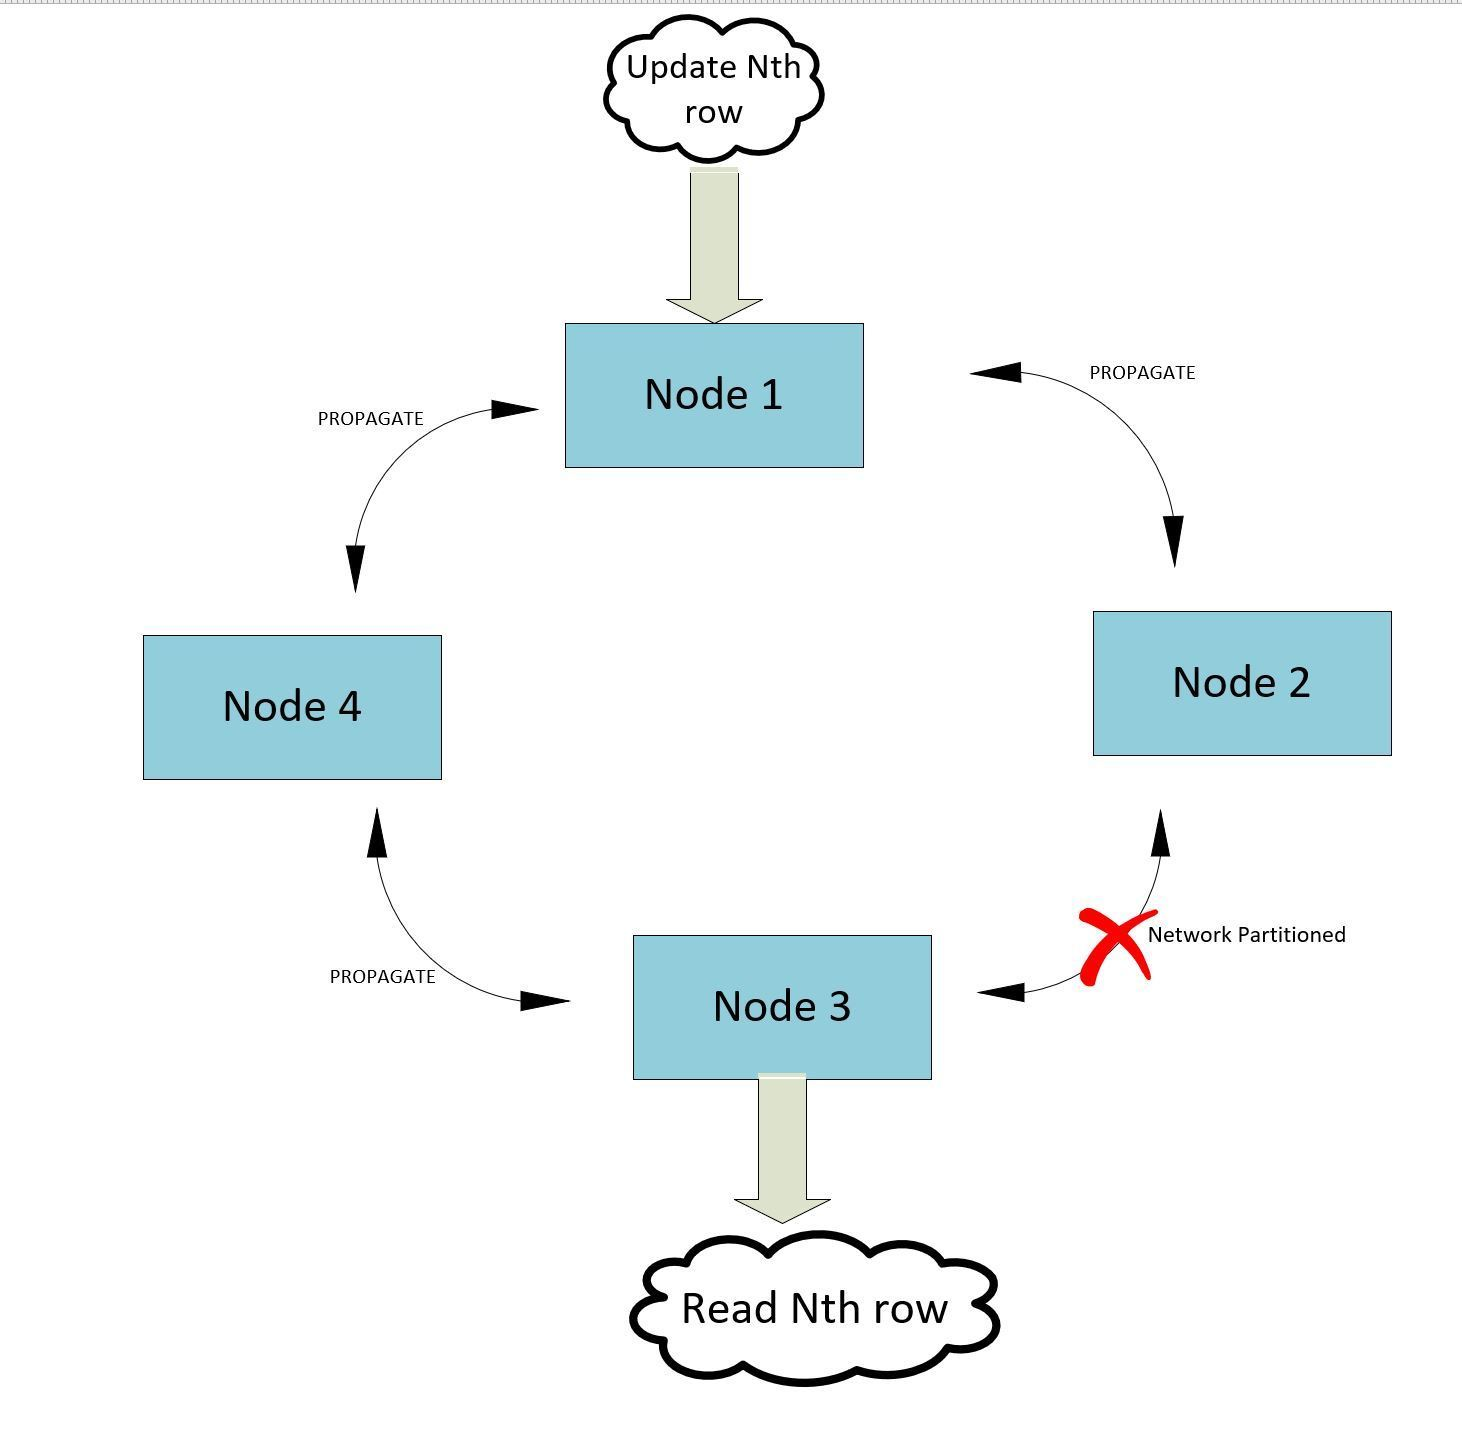 Update Nth
row
PROPAGATE
Node 1
PROPAGATE
Node 4
Node 2
PROPAGATE
Network Partitioned
Node 3
Read Nth row